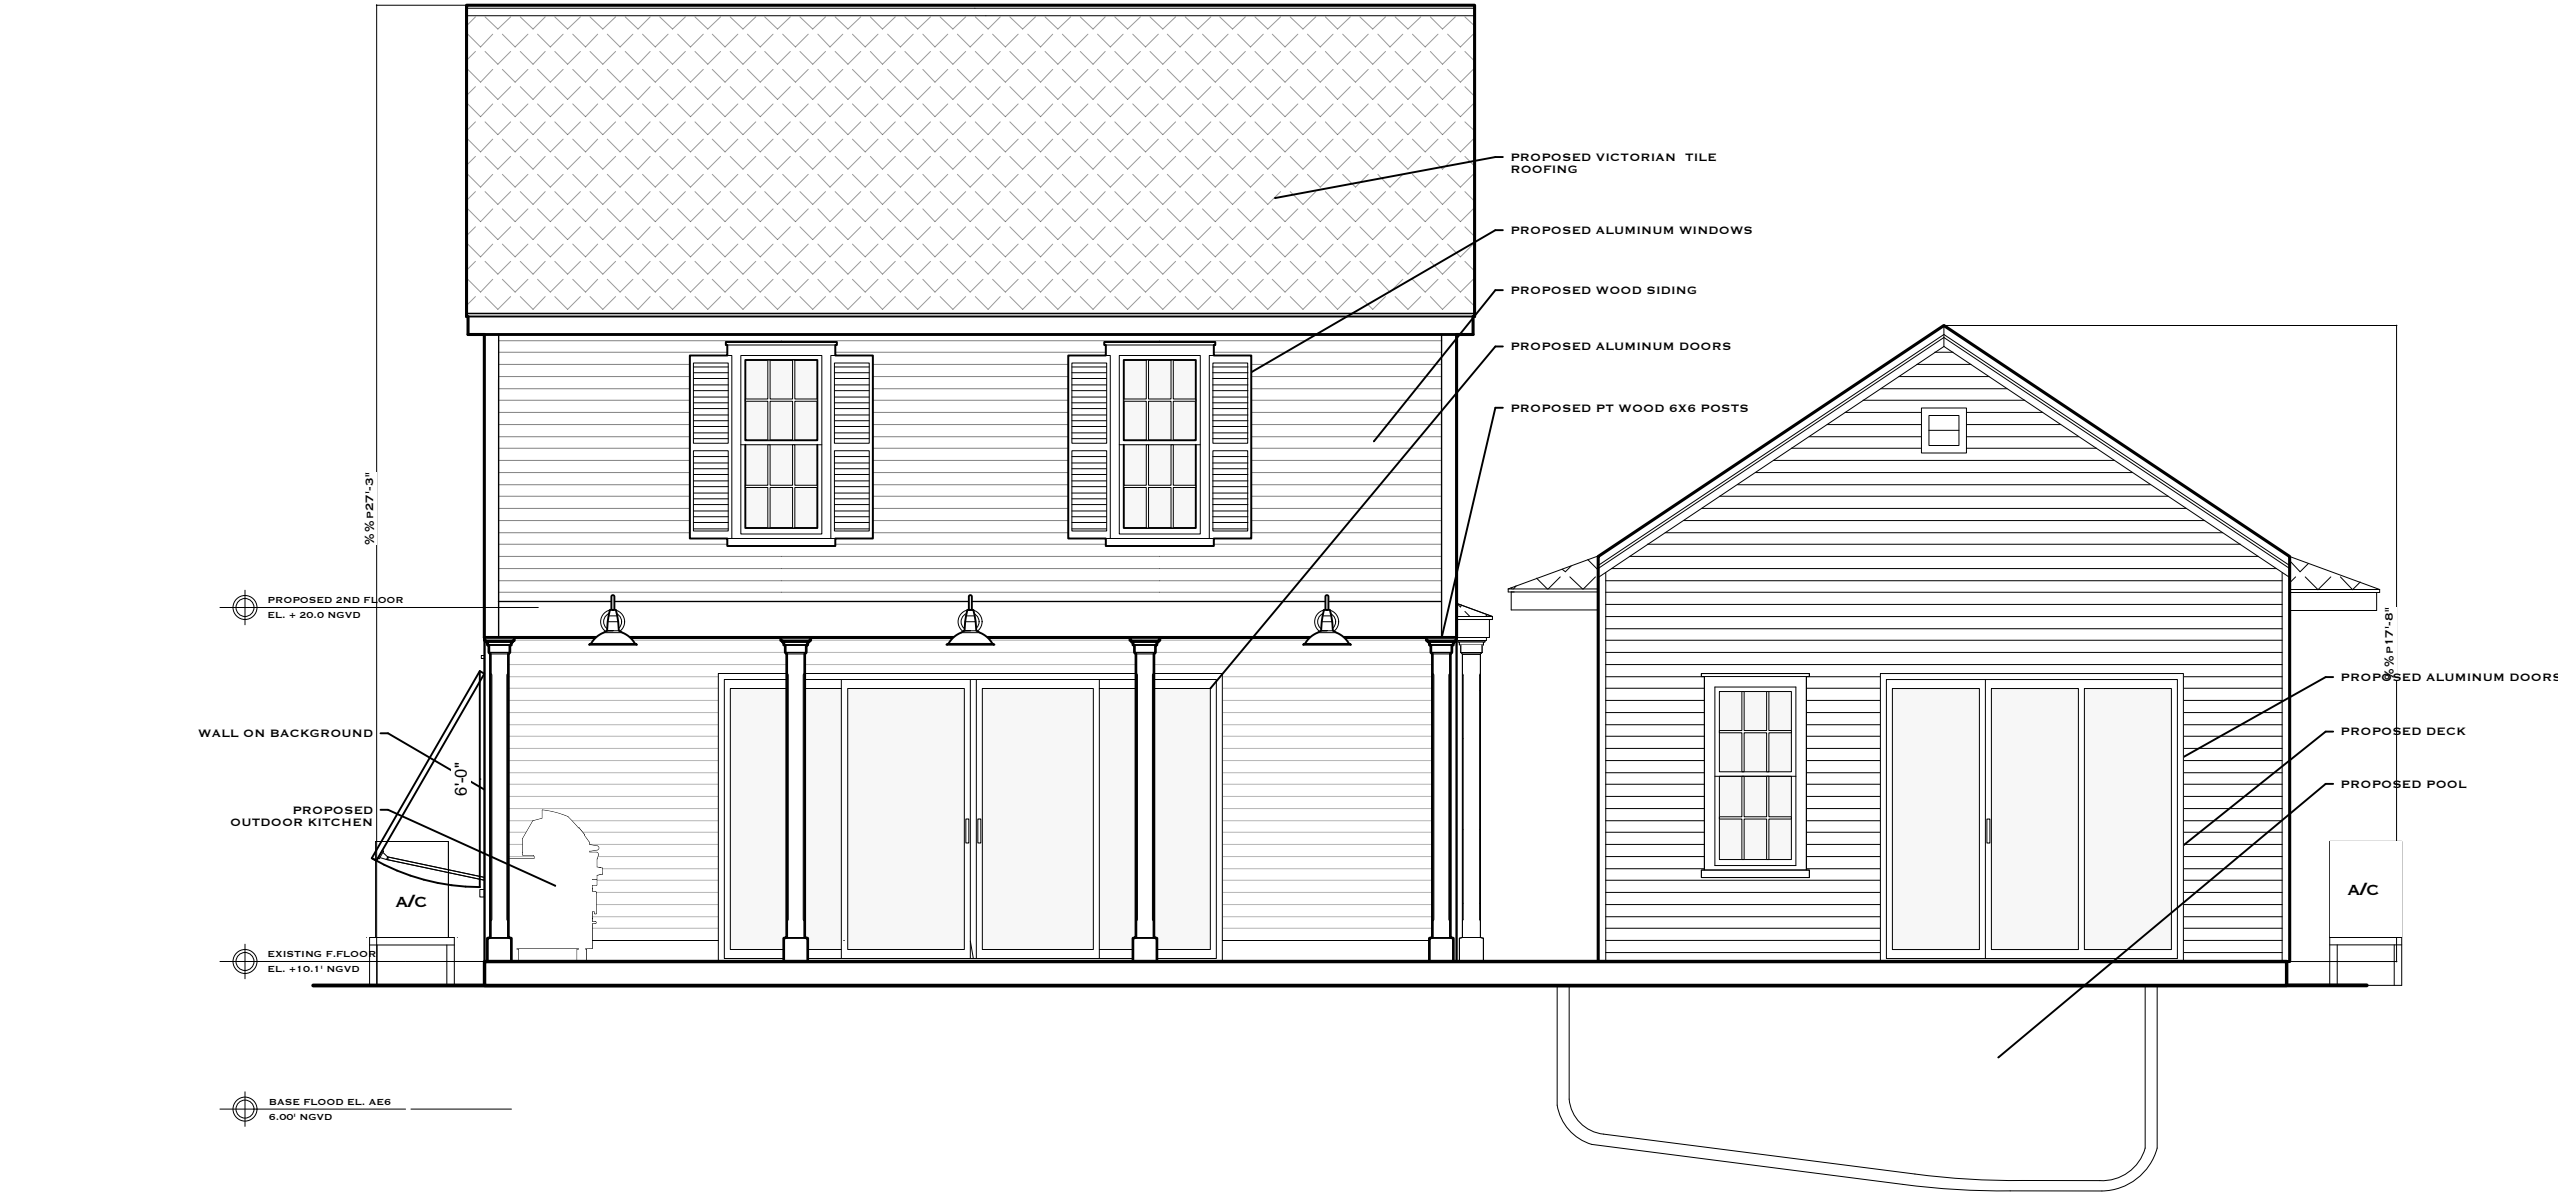 PROPOSED VICTORIAN  TILE
ROOFING
PROPOSED ALUMINUM WINDOWS
PROPOSED WOOD SIDING
PROPOSED ALUMINUM DOORS
PROPOSED PT WOOD 6X6 POSTS
%%P27'-3"
PROPOSED 2ND FLOOR
EL. + 20.0 NGVD
%%P17'-8"
PROPOSED ALUMINUM DOORS
WALL ON BACKGROUND
PROPOSED DECK
6'-0"
PROPOSED POOL
PROPOSED
OUTDOOR KITCHEN
A/C
A/C
EXISTING F.FLOOR
EL. +10.1' NGVD
BASE FLOOD EL. AE6
6.00' NGVD